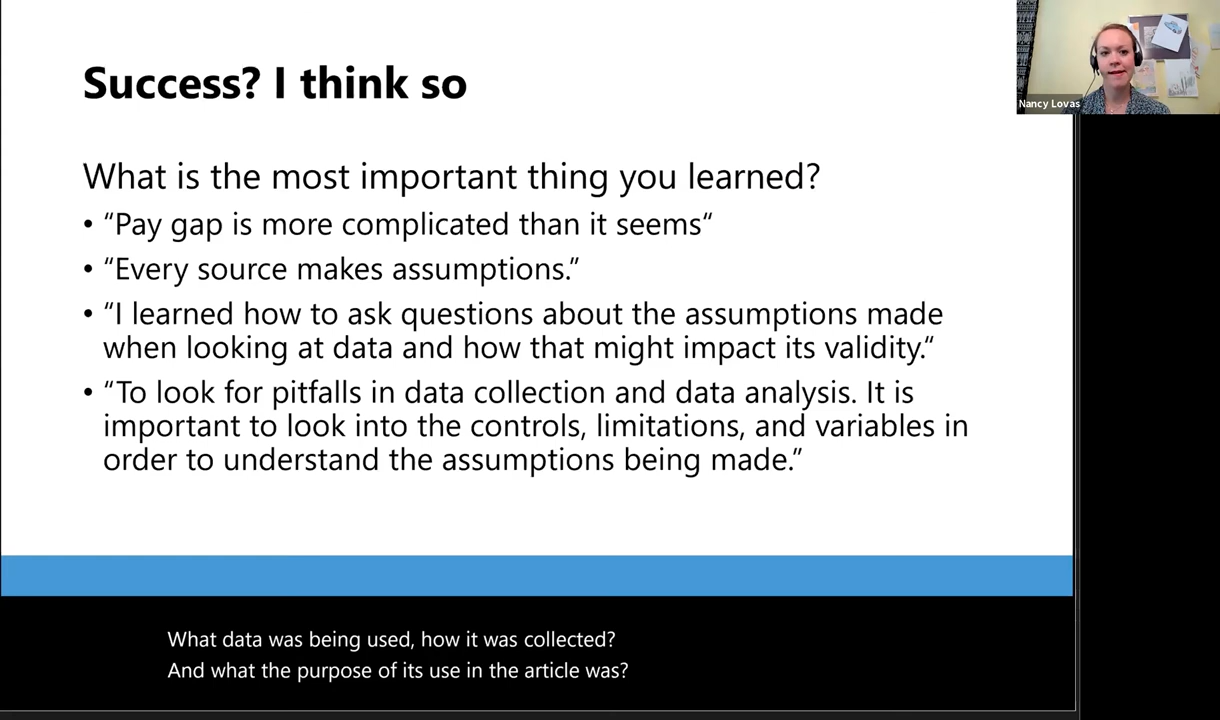 Success? I think so
Nancy Lovas
What is the most important thing you learned?
• “Pay gap is more complicated than it seems“
• “Every source makes assumptions.”
• “I learned how to ask questions about the assumptions made
when looking at data and how that might impact its validity.“
• “To look for pitfalls in data collection and data analysis. It is
important to look into the controls, limitations, and variables in
order to understand the assumptions being made.”
What data was being used, how it was collected?
And what the purpose of its use in the article was?